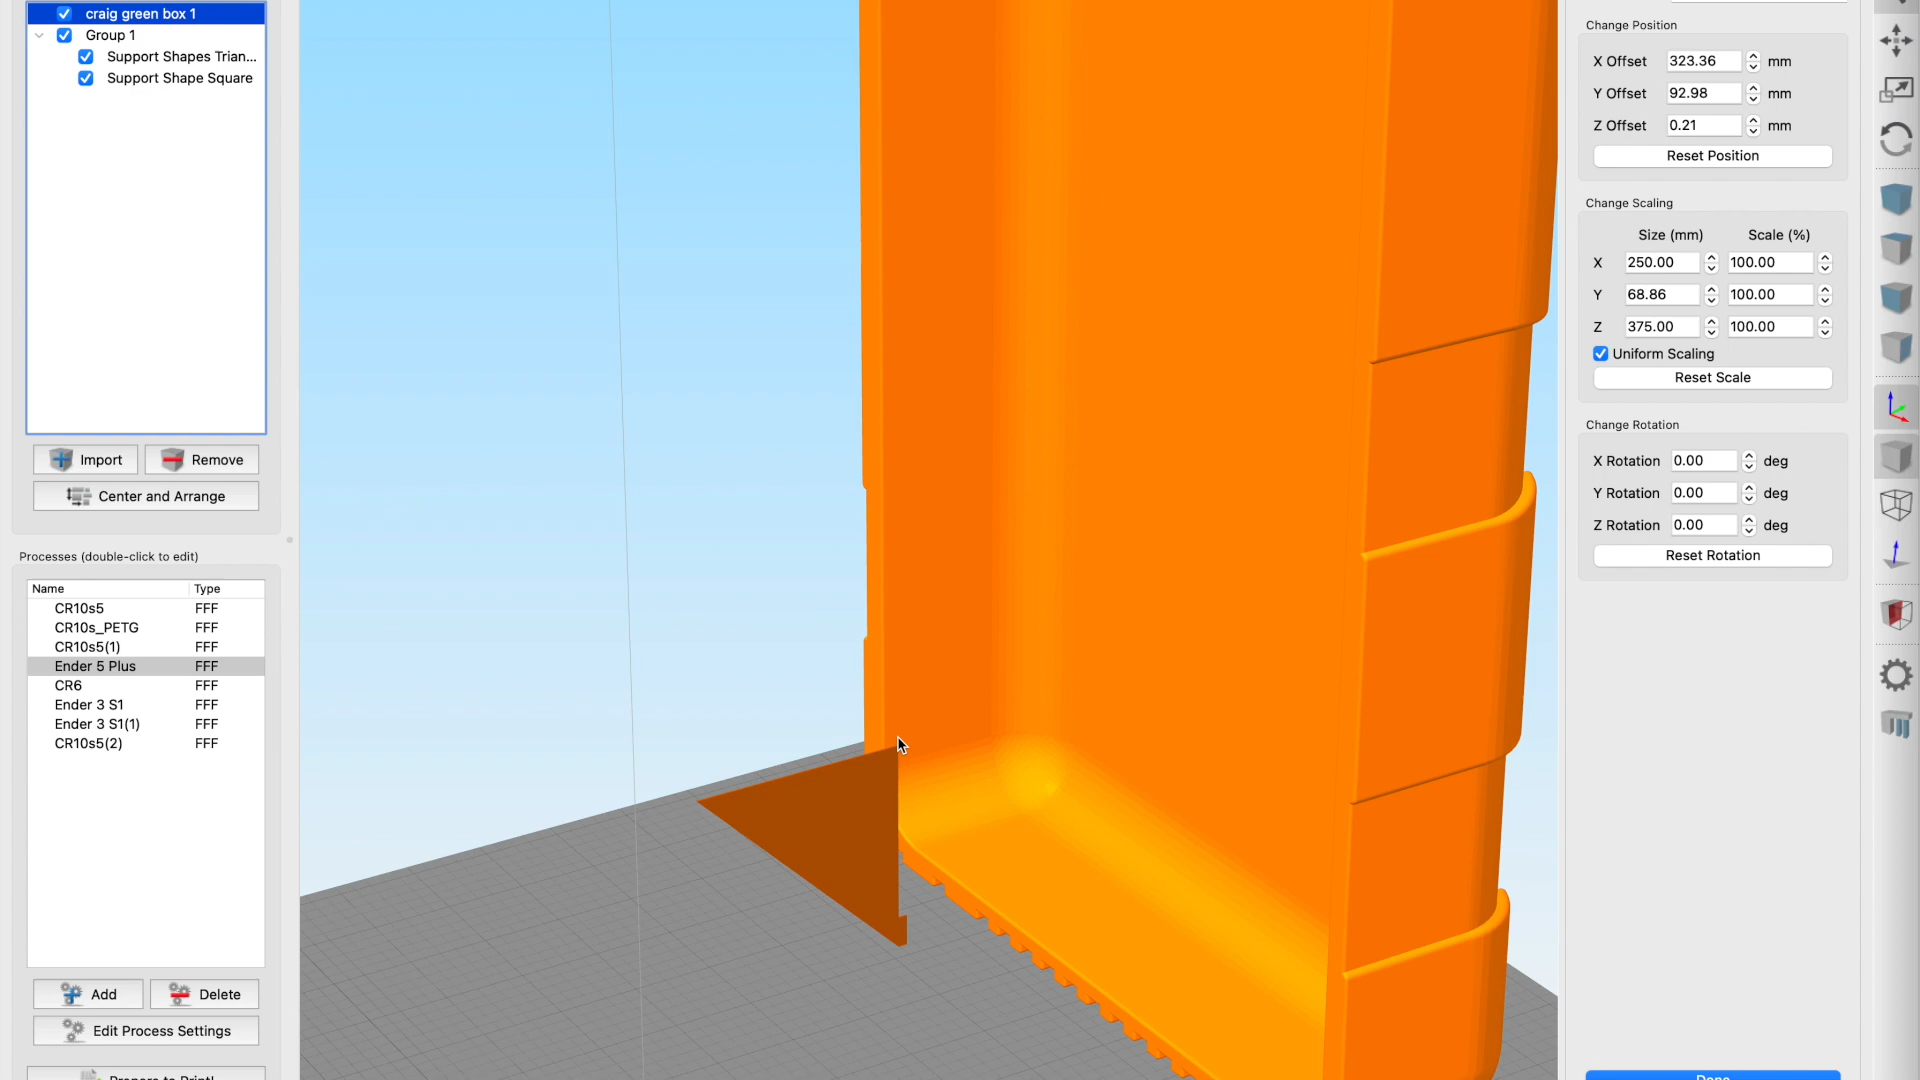 craig green box 1
Group 1
Support Shapes Trian...
Support Shape Square
Import
Remove
Center and Arrange
Processes (double-click to edit)
Name Type
CR10s5 FFF
CR10s_PETG FFF
CR10s5(1) FFF
Ender 5 Plus FFF
CR6 FFF
Ender 3 S1 FFF
Ender 3 S1(1) FFF
CR10s5(2) FFF
Add
Delete
Edit Process Settings
Prepare to Print!
Change Position
X Offset 323.36 mm
Y Offset 92.98 mm
Z Offset 0.21 mm
Reset Position
Change Scaling
Size (mm) Scale (%)
X 250.00 100.00
Y 68.86 100.00
Z 375.00 100.00
Uniform Scaling
Reset Scale
Change Rotation
X Rotation 0.00 deg
Y Rotation 0.00 deg
Z Rotation 0.00 deg
Reset Rotation
Done